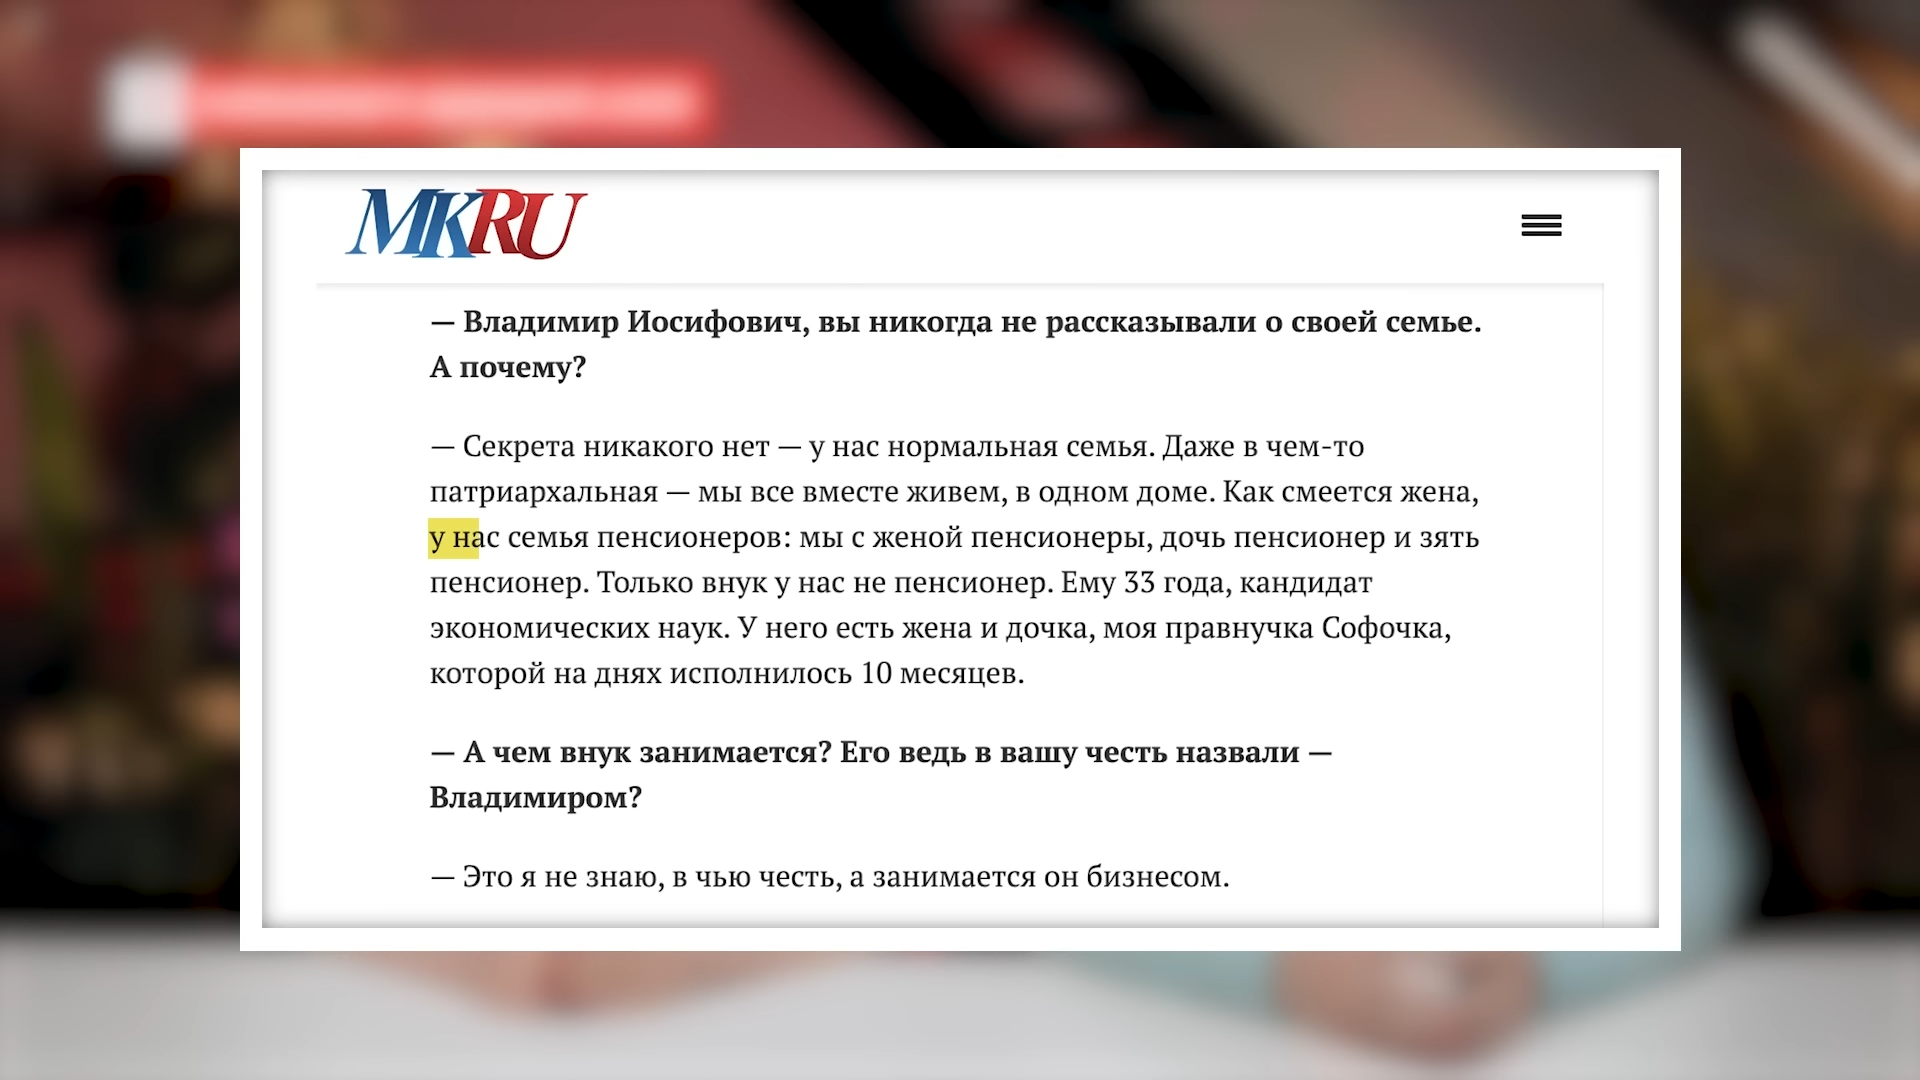 MKRU
— Владимир Иосифович, вы никогда не рассказывали о своей семье.
А почему?
— Секрета никакого нет — у нас нормальная семья. Даже в чем-то
патриархальная — мы все вместе живем, в одном доме. Как смеется жена,
у нас семья пенсионеров: мы с женой пенсионеры, дочь пенсионер и зять
пенсионер. Только внук у нас не пенсионер. Ему 33 года, кандидат
экономических наук. У него есть жена и дочка, моя правнучка Софочка,
которой на днях исполнилось 10 месяцев.
— А чем внук занимается? Его ведь в вашу честь назвали —
Владимиром?
— Это я не знаю, в чью честь, а занимается он бизнесом.